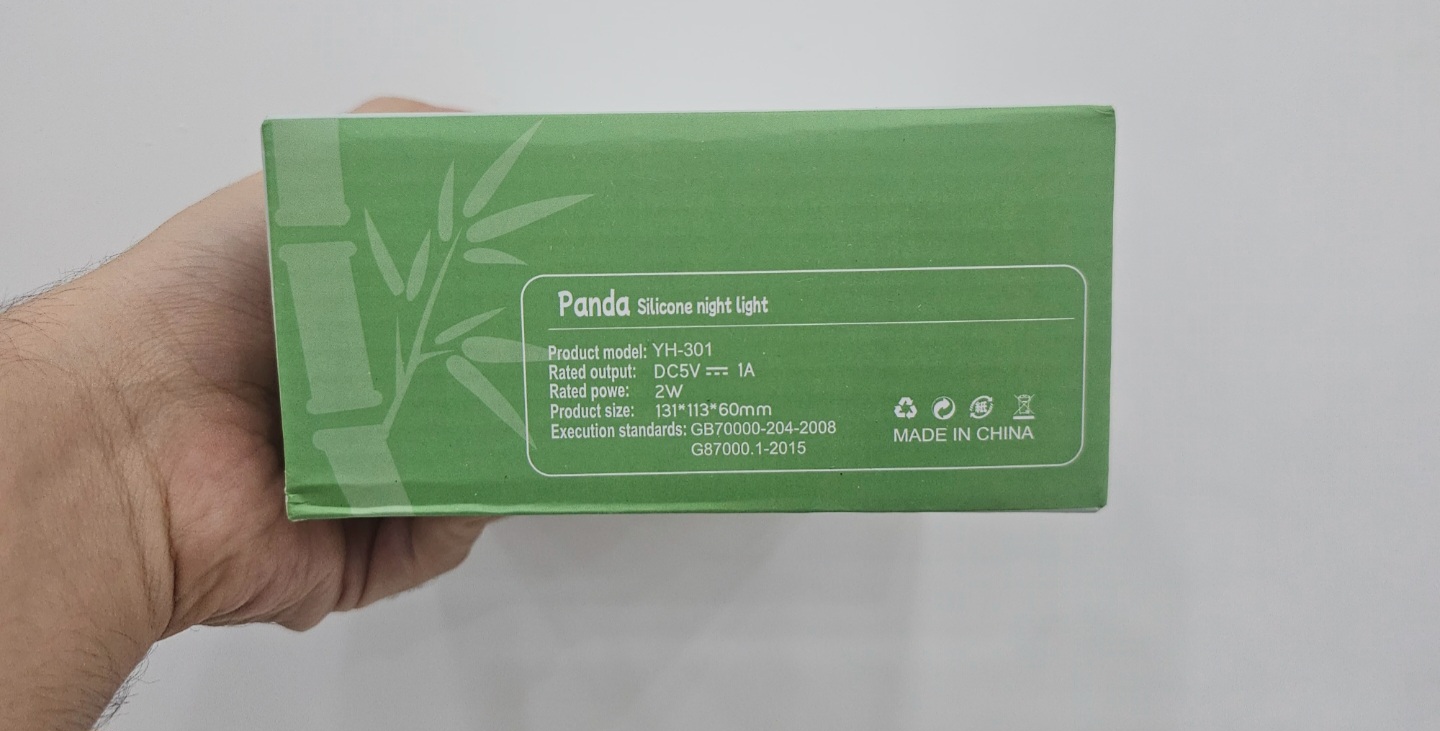 Panda Silicone night light
Product model: YH-301
Rated output: DC5V ⎓ 1A
Rated powe: 2W
Product size: 131*113*60mm
Execution standards: GB70000-204-2008
G87000.1-2015
紙
MADE IN CHINA